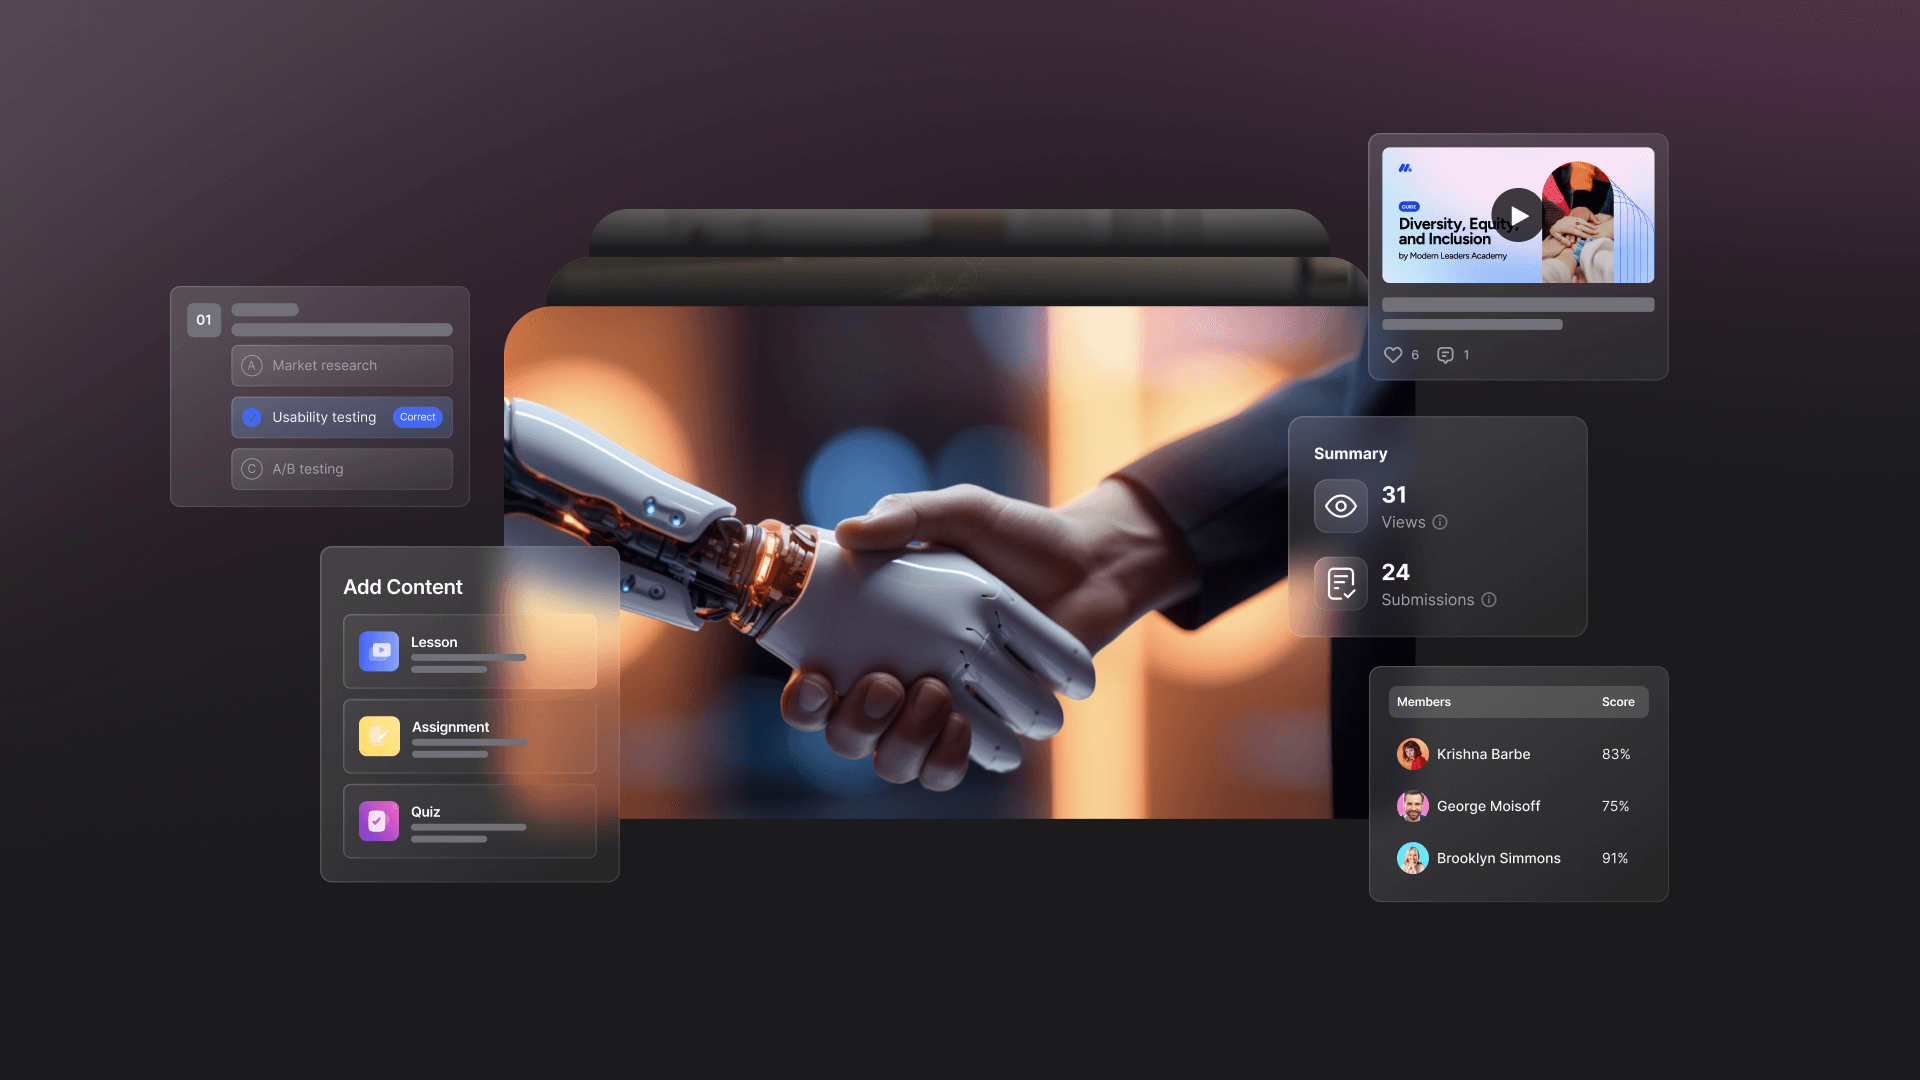 01
A Market research
Usability testing Correct
C A/B testing
Add Content
Lesson
Assignment
Quiz
GUIDE
Diversity, Equity,
and Inclusion
by Modern Leaders Academy
6 1
Summary
31
Views
24
Submissions
Members Score
Krishna Barbe 83%
George Moisoff 75%
Brooklyn Simmons 91%